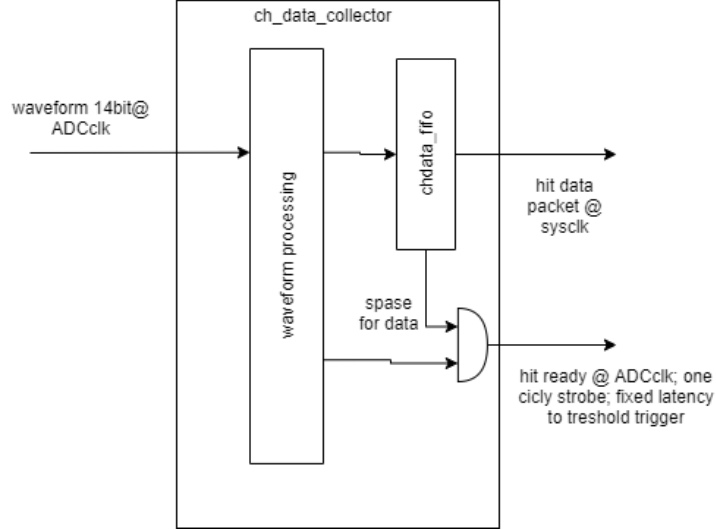 ch_data_collector
waveform 14bit@
ADCclk
waveform processing
chdata_fifo
hit data
packet @
sysclk
spase
for data
hit ready @ ADCclk; one
cicly strobe; fixed latency
to treshold trigger